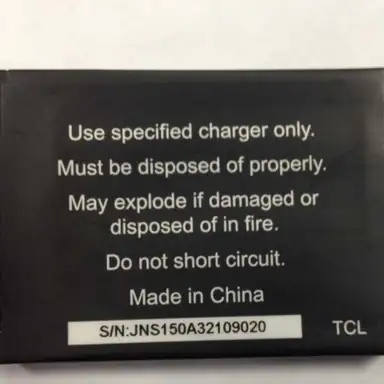 Use specified charger only.
Must be disposed of properly.
May explode if damaged or
disposed of in fire.
Do not short circuit.
Made in China
S/N:JNS150A32109020 TCL